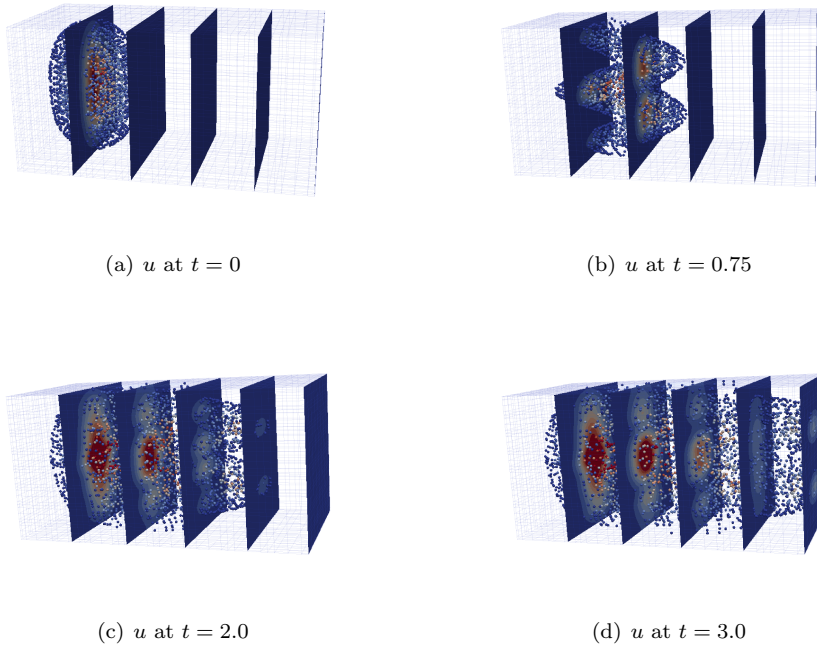 (a) u at t = 0
(b) u at t = 0.75
(c) u at t = 2.0
(d) u at t = 3.0